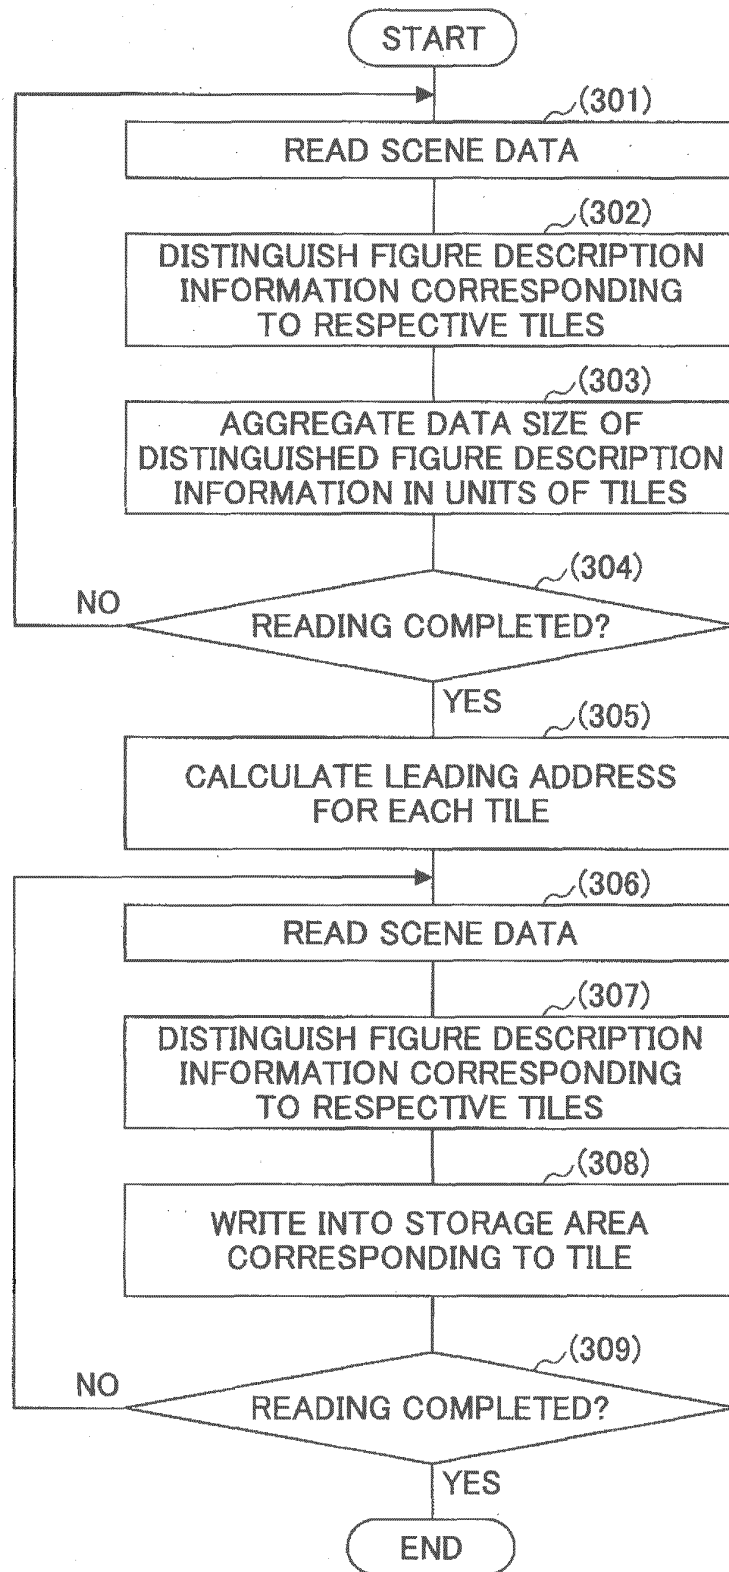 START
(301)
READ SCENE DATA
(302)
DISTINGUISH FIGURE DESCRIPTION
INFORMATION CORRESPONDING
TO RESPECTIVE TILES
(303)
AGGREGATE DATA SIZE OF
DISTINGUISHED FIGURE DESCRIPTION
INFORMATION IN UNITS OF TILES
(304)
NO
READING COMPLETED?
YES
(305)
CALCULATE LEADING ADDRESS
FOR EACH TILE
(306)
READ SCENE DATA
(307)
DISTINGUISH FIGURE DESCRIPTION
INFORMATION CORRESPONDING
TO RESPECTIVE TILES
(308)
WRITE INTO STORAGE AREA
CORRESPONDING TO TILE
(309)
NO
READING COMPLETED?
YES
END